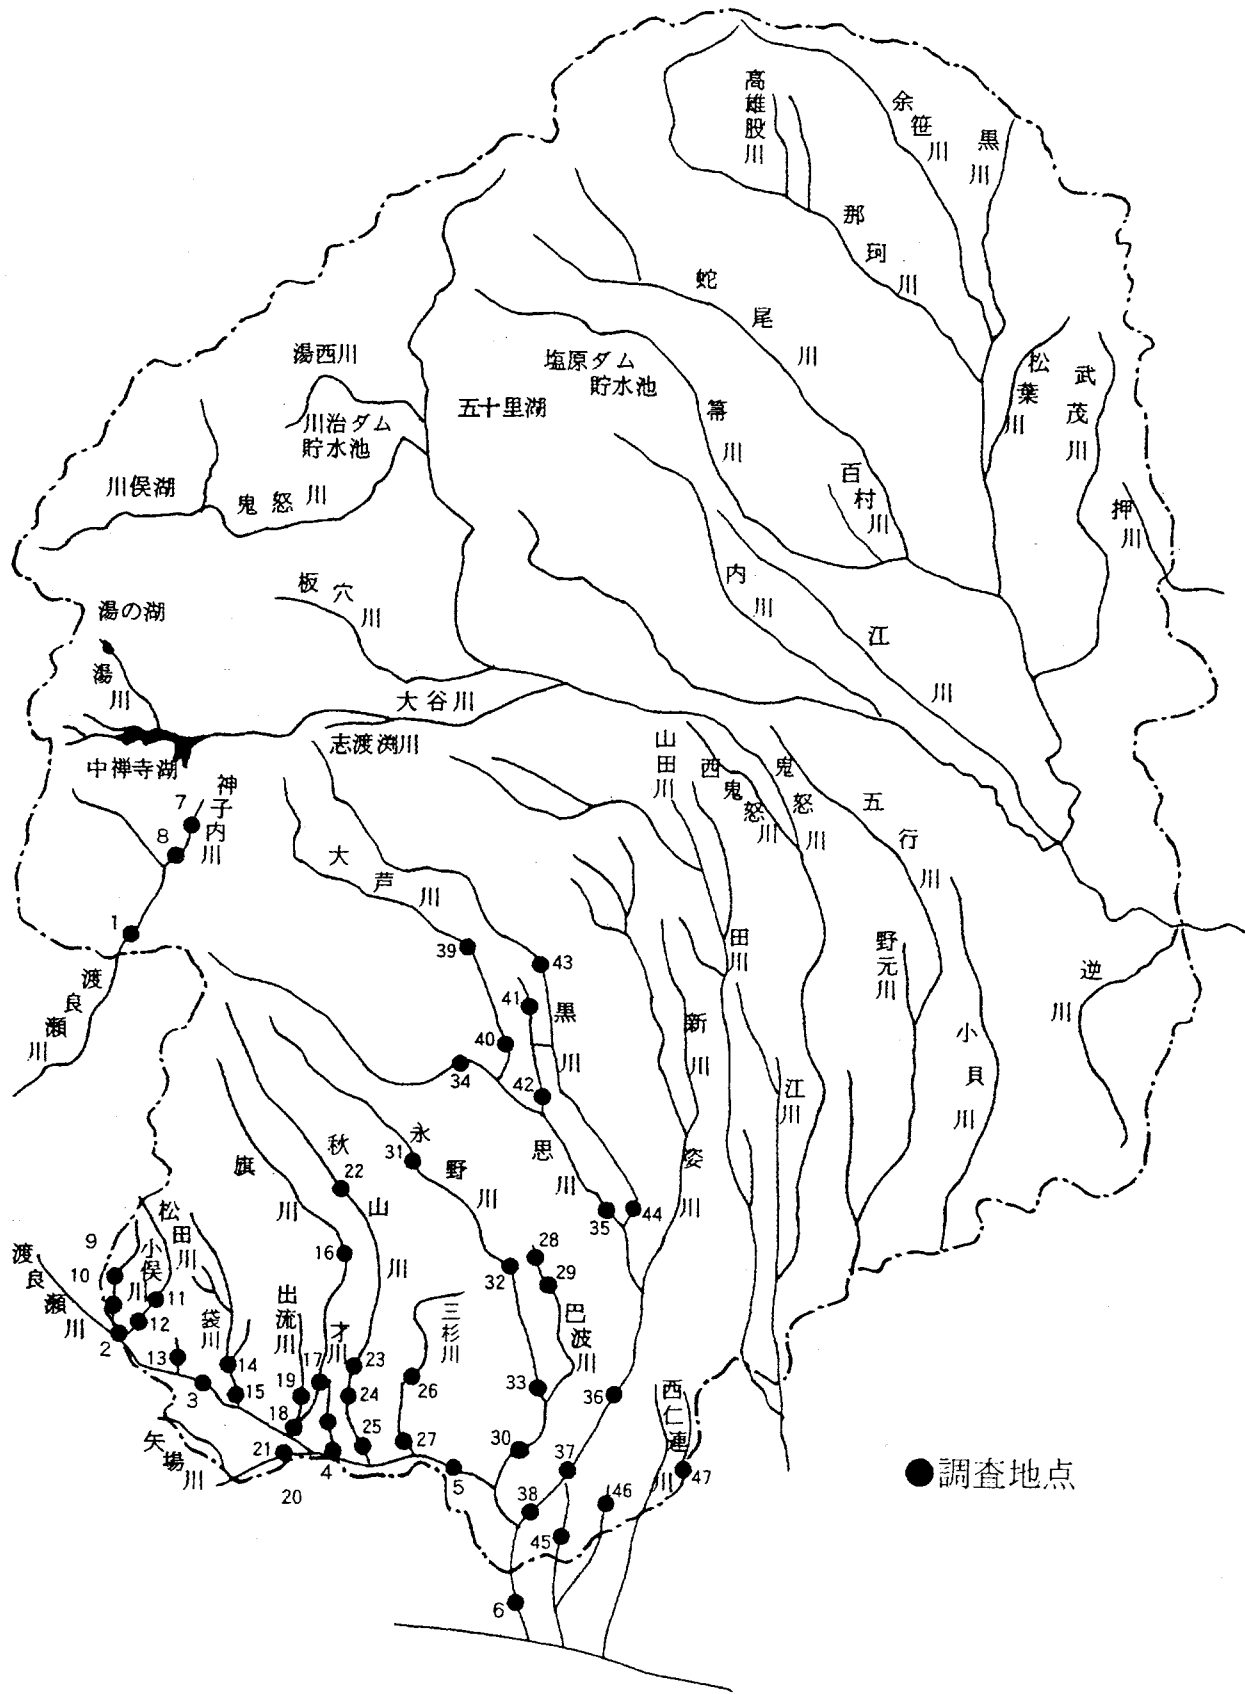 高雄股川
余笹川
黒川
那珂川
蛇尾川
湯西川
塩原ダム
貯水池
五十里湖
川治ダム
貯水池
箒川
松葉川
武茂川
川俣湖
鬼怒川
百村川
押川
板穴川
内川
湯の湖
江川
湯川
大谷川
志渡渕川
中禅寺湖
山田川
西鬼怒川
鬼怒川
五行川
神子内川
7
8
大芦川
1
39
43
田川
野元川
逆川
渡良瀬川
41
黒川
新川
小貝川
40
34
42
江川
秋山川
永野川
31
思川
姿川
旗川
22
35
44
松田川
小俣川
9
渡良瀬川
16
28
10
11
29
32
出流川
三杉川
巴波川
袋川
才川
12
2
13
14
17
23
3
15
19
24
26
33
36
西仁連川
18
25
矢場川
21
4
27
30
37
47
調査地点
5
20
38
46
45
6